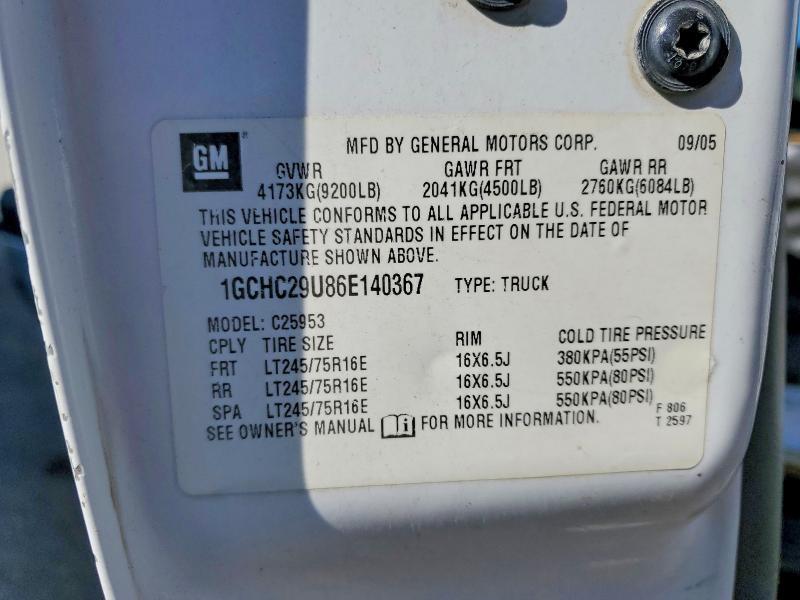 GM
MFD BY GENERAL MOTORS CORP. 09/05
GVWR GAWR FRT GAWR RR
4173KG(9200LB) 2041KG(4500LB) 2760KG(6084LB)
THIS VEHICLE CONFORMS TO ALL APPLICABLE U.S. FEDERAL MOTOR
VEHICLE SAFETY STANDARDS IN EFFECT ON THE DATE OF
MANUFACTURE SHOWN ABOVE.
1GCHC29U86E140367 TYPE: TRUCK
MODEL: C25953
CPLY TIRE SIZE RIM COLD TIRE PRESSURE
FRT LT245/75R16E 16X6.5J 380KPA(55PSI)
RR LT245/75R16E 16X6.5J 550KPA(80PSI)
SPA LT245/75R16E 16X6.5J 550KPA(80PSI)
SEE OWNER'S MANUAL i FOR MORE INFORMATION.
F 806
T 2597